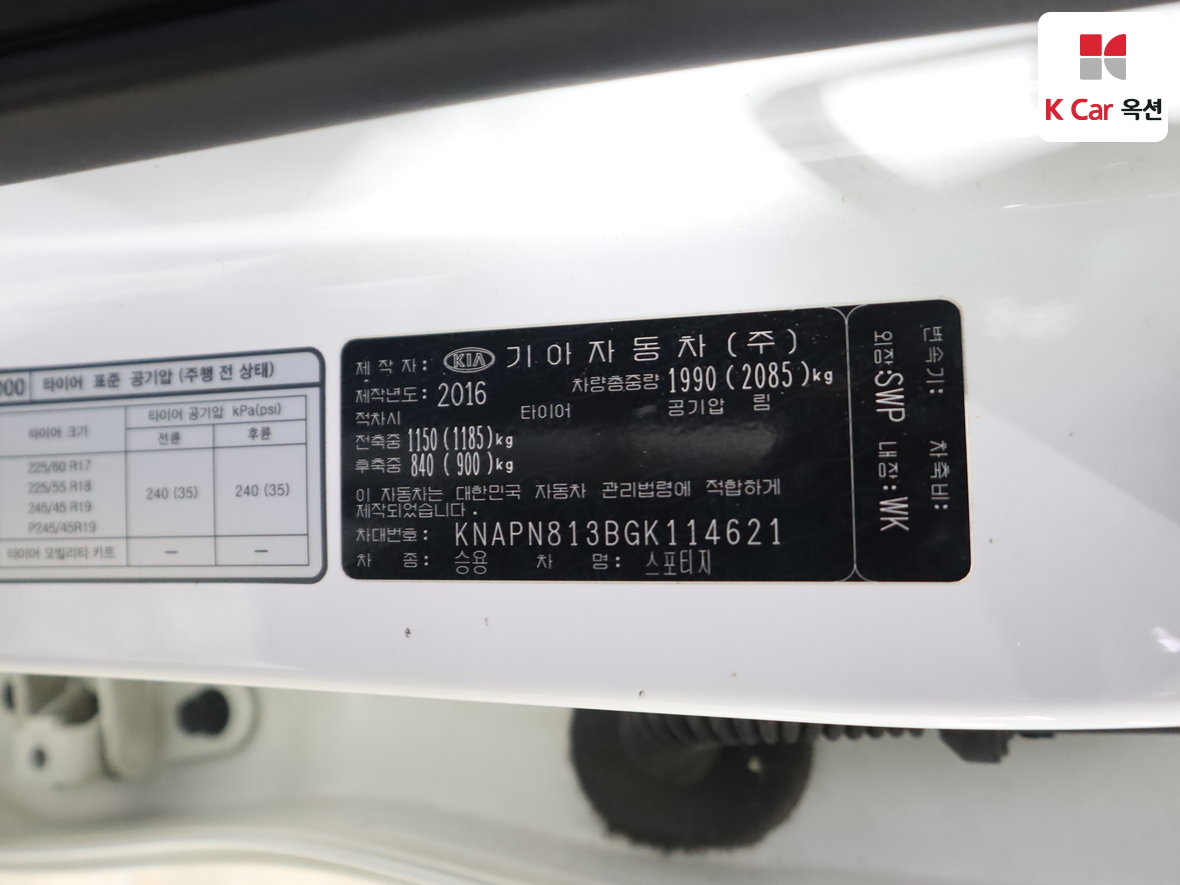 K Car 옥션
타이어 표준 공기압 (주행 전 상태)
타이어 크기
타이어 공기압 kPa(psi)
전륜 후륜
225/60 R17
225/55 R18
245/45 R19
P245/45R19
240 (35) 240 (35)
타이어 모빌리티 키트 — —
제 작 자: KIA 기아자동차(주)
제작년도: 2016 차량총중량 1990(2085)kg
적차시 타이어 공기압 림
전축중 1150(1185)kg
후축중 840(900)kg
이 자동차는 대한민국 자동차 관리법령에 적합하게
제작되었습니다.
차대번호: KNAPN813BGK114621
차 종: 승용 차 명: 스포티지
변속기: 차축비:
외장:SWP 내장:WK